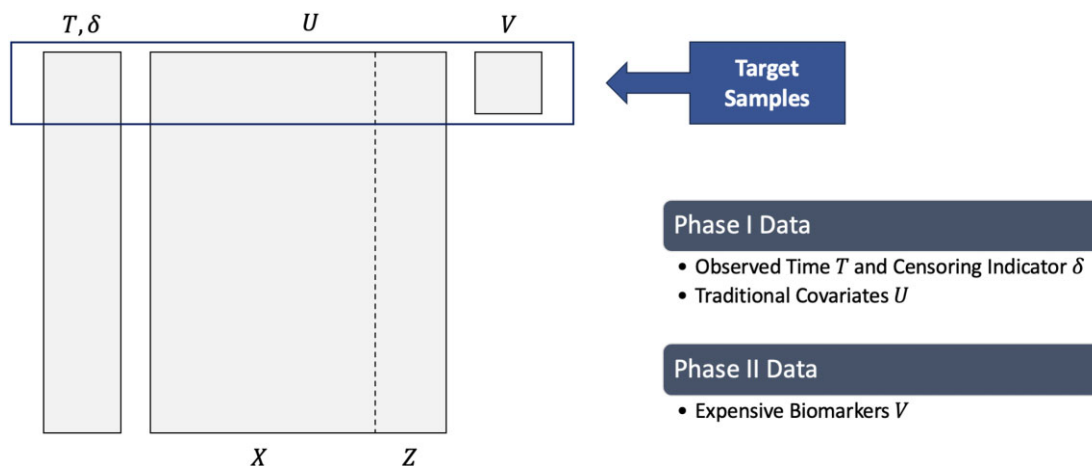 T, δ
U
V
Target
Samples
Phase I Data
• Observed Time T and Censoring Indicator δ
• Traditional Covariates U
Phase II Data
• Expensive Biomarkers V
X
Z